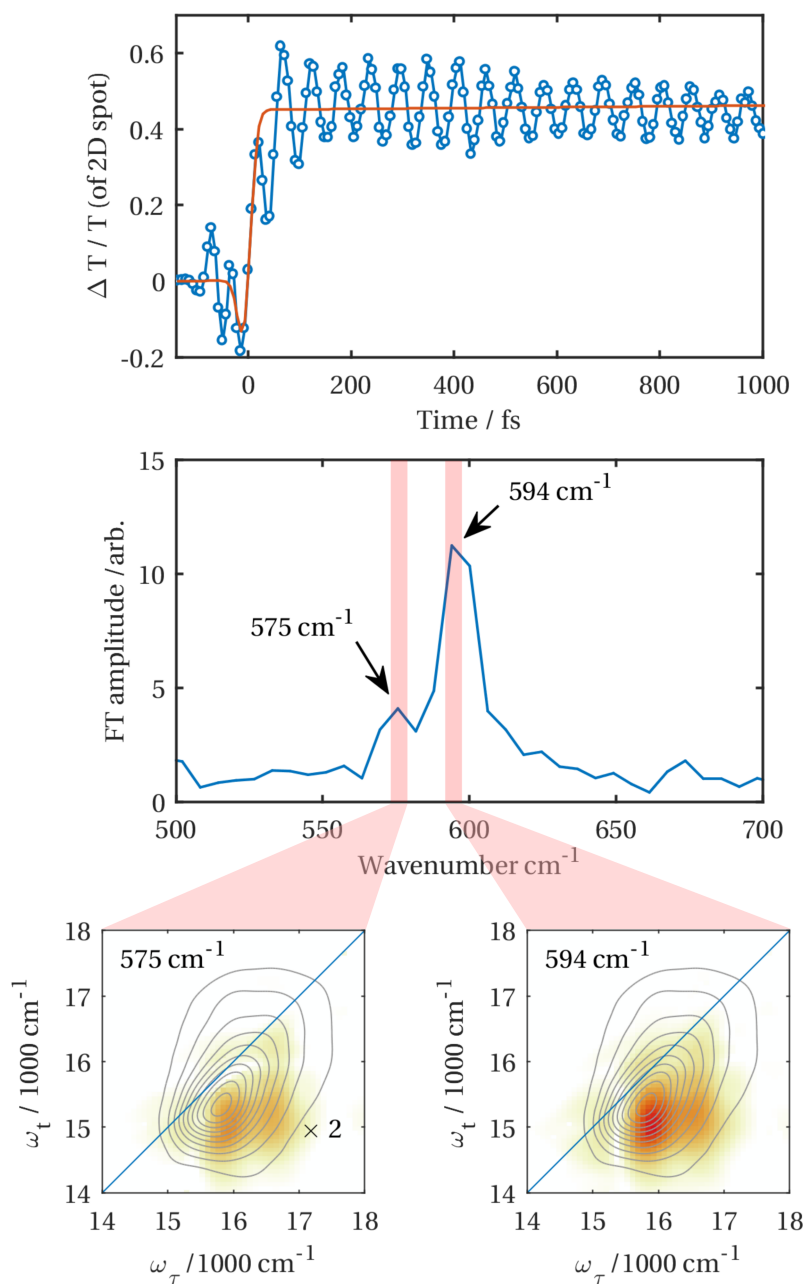 0.6
0.4
0.2
0
-0.2
Δ T / T (of 2D spot)
0 200 400 600 800 1000
Time / fs
15
10
5
0
FT amplitude /arb.
594 cm-1
575 cm-1
500 550 600 650 700
Wavenumber cm-1
18
17
16
15
14
ωt / 1000 cm-1
575 cm-1
× 2
14 15 16 17 18
ωτ /1000 cm-1
18
17
16
15
14
ωt / 1000 cm-1
594 cm-1
14 15 16 17 18
ωτ /1000 cm-1